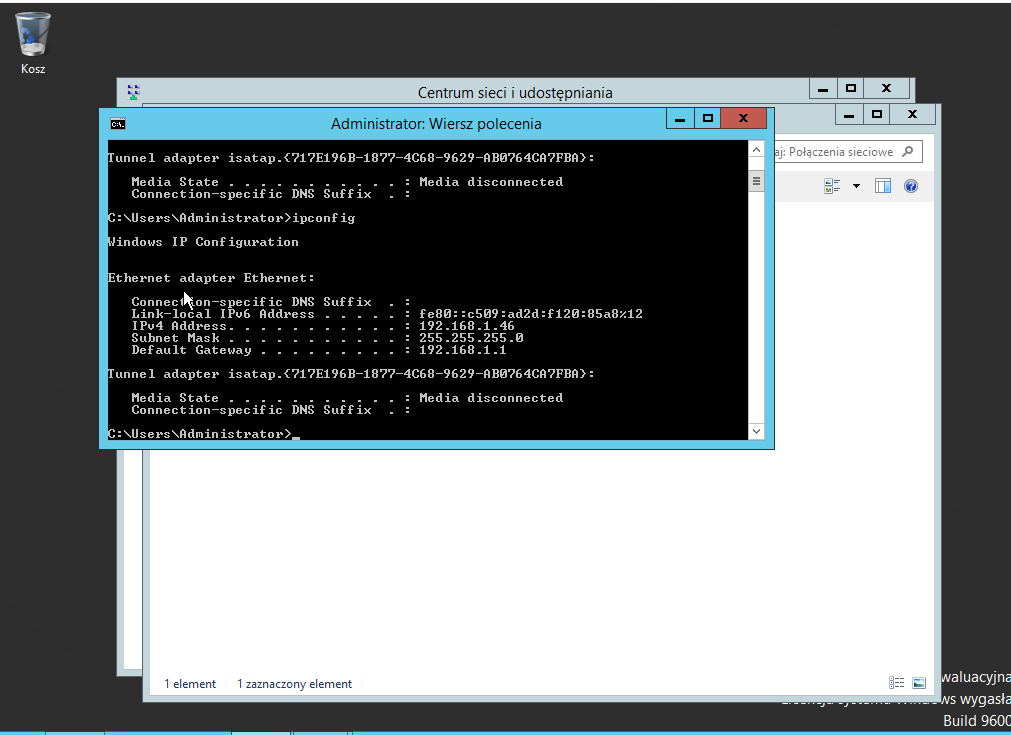 Kosz
Centrum sieci i udostępniania
Administrator: Wiersz polecenia
aj: Połączenia sieciowe
Tunnel adapter isatap.{717E196B-1877-4C68-9629-AB0764CA7FBA}:
Media State . . . . . . . . . . . : Media disconnected
Connection-specific DNS Suffix  . :
C:\Users\Administrator>ipconfig
Windows IP Configuration
Ethernet adapter Ethernet:
Connection-specific DNS Suffix  . :
Link-local IPv6 Address . . . . . : fe80::c509:ad2d:f120:85a8%12
IPv4 Address. . . . . . . . . . . : 192.168.1.46
Subnet Mask . . . . . . . . . . . : 255.255.255.0
Default Gateway . . . . . . . . . : 192.168.1.1
Tunnel adapter isatap.{717E196B-1877-4C68-9629-AB0764CA7FBA}:
Media State . . . . . . . . . . . : Media disconnected
Connection-specific DNS Suffix  . :
C:\Users\Administrator>_
1 element 1 zaznaczony element
waluacyjna
Licencja systemu Windows wygasła
Build 9600